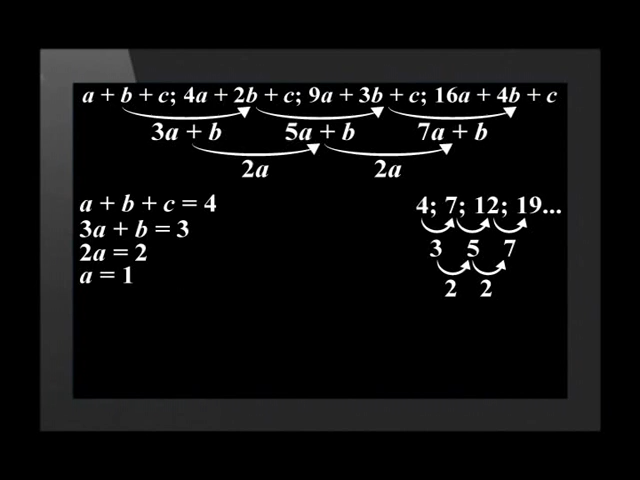 a + b + c; 4a + 2b + c; 9a + 3b + c; 16a + 4b + c
3a + b 5a + b 7a + b
2a 2a
a + b + c = 4
3a + b = 3
2a = 2
a = 1
4; 7; 12; 19...
3 5 7
2 2